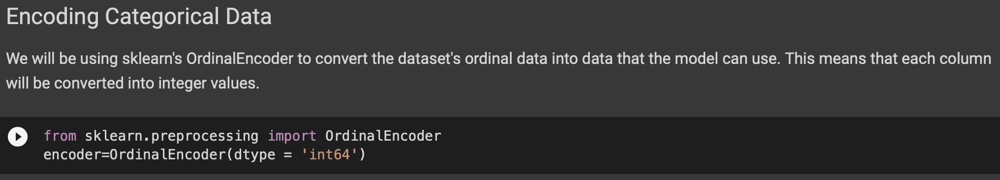 Encoding Categorical Data
We will be using sklearn's OrdinalEncoder to convert the dataset's ordinal data into data that the model can use. This means that each column
will be converted into integer values.
from sklearn.preprocessing import OrdinalEncoder
encoder=OrdinalEncoder(dtype = 'int64')